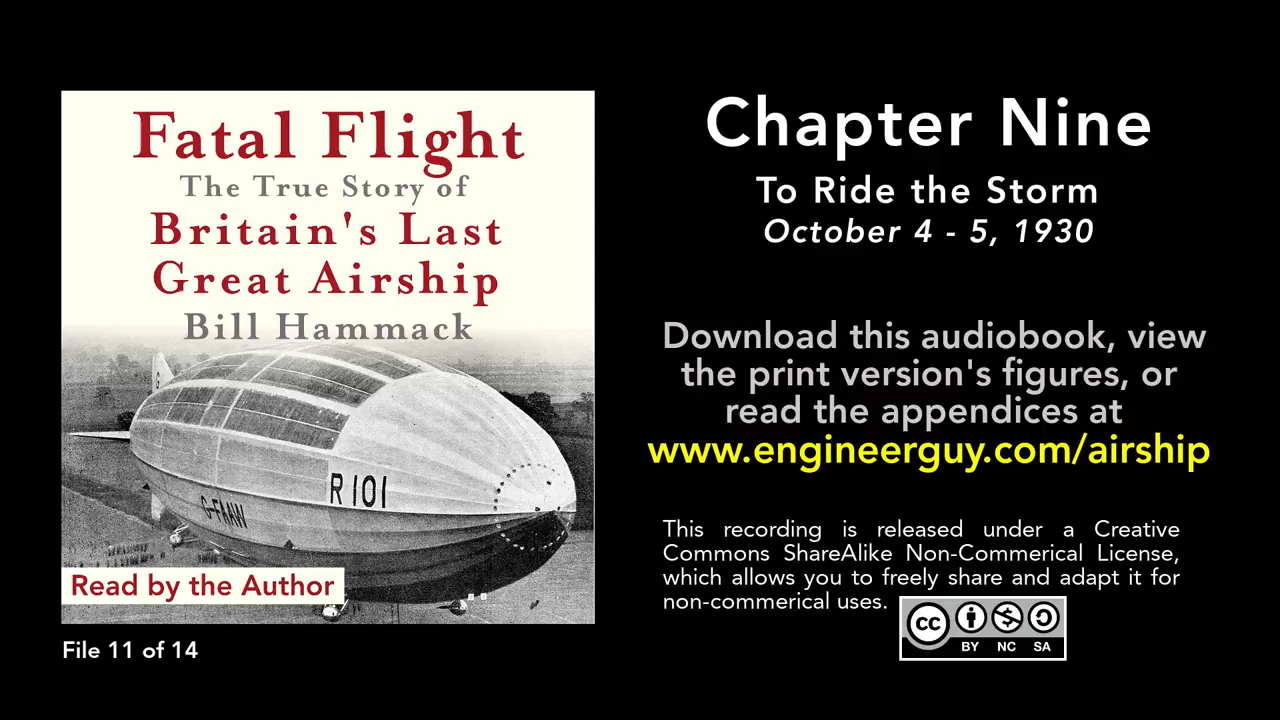 Fatal Flight
The True Story of
Britain's Last
Great Airship
Bill Hammack
R101
G-FAAW
Read by the Author
File 11 of 14
Chapter Nine
To Ride the Storm
October 4 - 5, 1930
Download this audiobook, view
the print version's figures, or
read the appendices at
www.engineerguy.com/airship
This recording is released under a Creative
Commons ShareAlike Non-Commerical License,
which allows you to freely share and adapt it for
non-commerical uses.
cc
BY NC SA